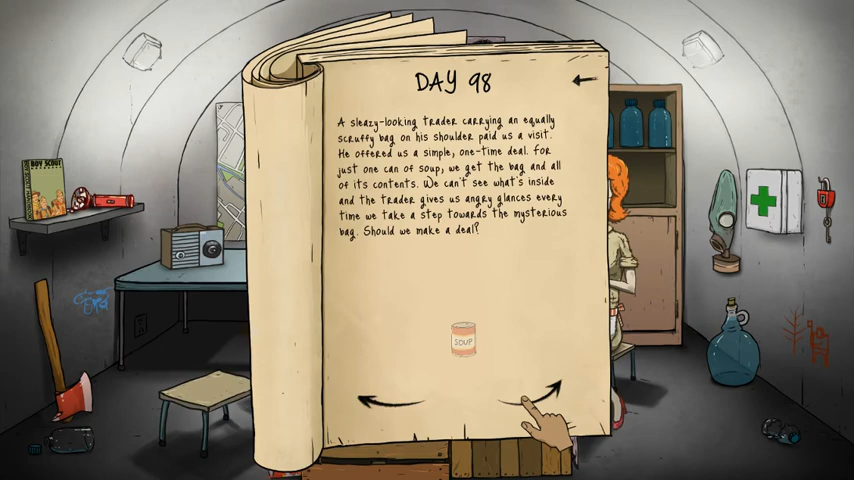 DAY 98
A sleazy-looking trader carrying an equally
scruffy bag on his shoulder paid us a visit.
He offered us a simple, one-time deal. For
just one can of soup, we get the bag and all
of its contents. We can't see what's inside
and the trader gives us angry glances every
time we take a step towards the mysterious
bag. Should we make a deal?
SOUP
BOY SCOUT